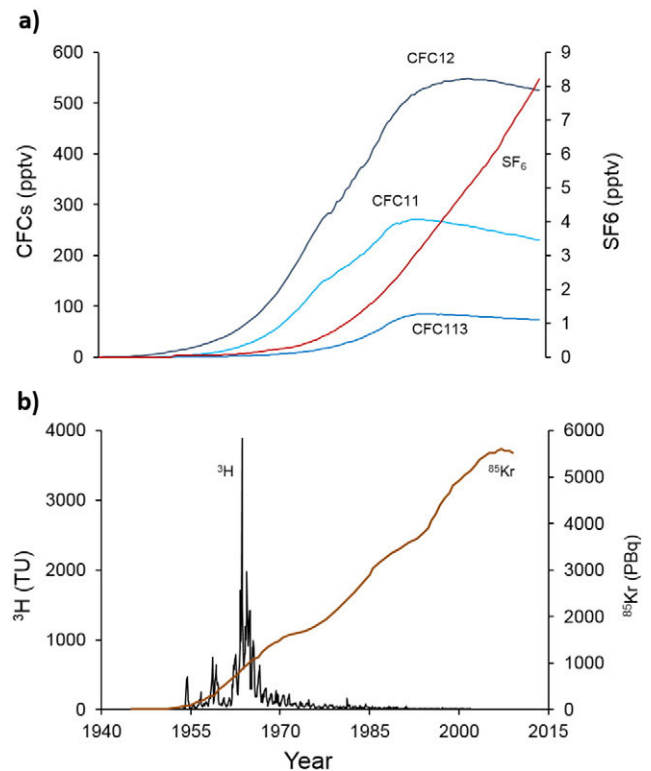 a)
600
500
400
300
200
100
0
CFCs (pptv)
CFC12
CFC11
SF6
CFC113
9
8
7
6
5
4
3
2
1
0
SF6 (pptv)
b)
4000
3000
2000
1000
0
³H (TU)
³H
⁸⁵Kr
6000
5000
4000
3000
2000
1000
0
⁸⁵Kr (PBq)
1940 1955 1970 1985 2000 2015
Year